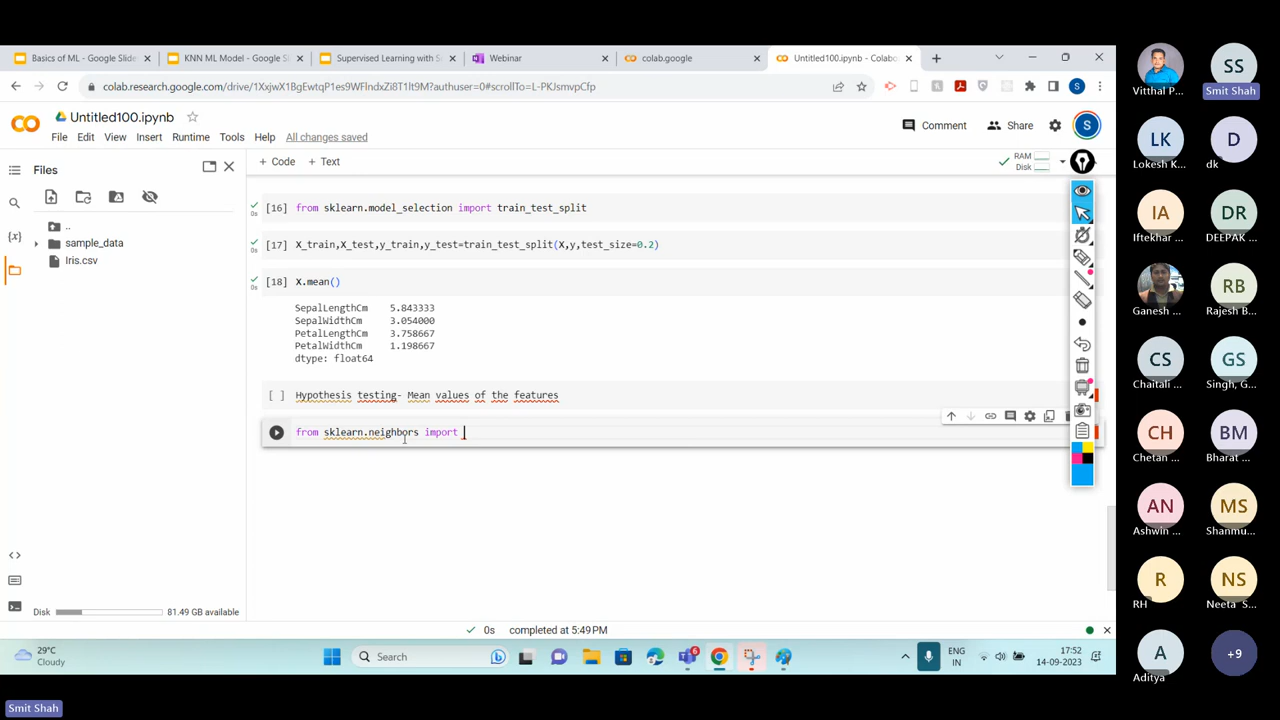 Basics of ML - Google Slide
KNN ML Model - Google Sl
Supervised Learning with S
Webinar
colab.google
Untitled100.ipynb - Colabo
colab.research.google.com/drive/1XxjwX1BgEwtqP1es9WFlndxZi8T1lt9M?authuser=0#scrollTo=L-PKJsmvpCfp
S
Untitled100.ipynb
File Edit View Insert Runtime Tools Help All changes saved
Comment Share S
Files
+ Code + Text
RAM
Disk
..
sample_data
Iris.csv
{x}
[16] from sklearn.model_selection import train_test_split
0s
[17] X_train,X_test,y_train,y_test=train_test_split(X,y,test_size=0.2)
0s
[18] X.mean()
0s
SepalLengthCm 5.843333
SepalWidthCm 3.054000
PetalLengthCm 3.758667
PetalWidthCm 1.198667
dtype: float64
[ ] Hypothesis testing- Mean values of the features
from sklearn.neighbors import
Disk 81.49 GB available
0s completed at 5:49 PM
29°C
Cloudy
Search
6
ENG
IN
17:52
14-09-2023
Vitthal P...
SS
Smit Shah
LK
Lokesh K...
D
dk
IA
Iftekhar ...
DR
DEEPAK ...
Ganesh ...
RB
Rajesh B...
CS
Chaitali ...
GS
Singh, G...
CH
Chetan ...
BM
Bharat ...
AN
Ashwin ...
MS
Shanmu...
R
RH
NS
Neeta S...
A
Aditya
+9
Smit Shah